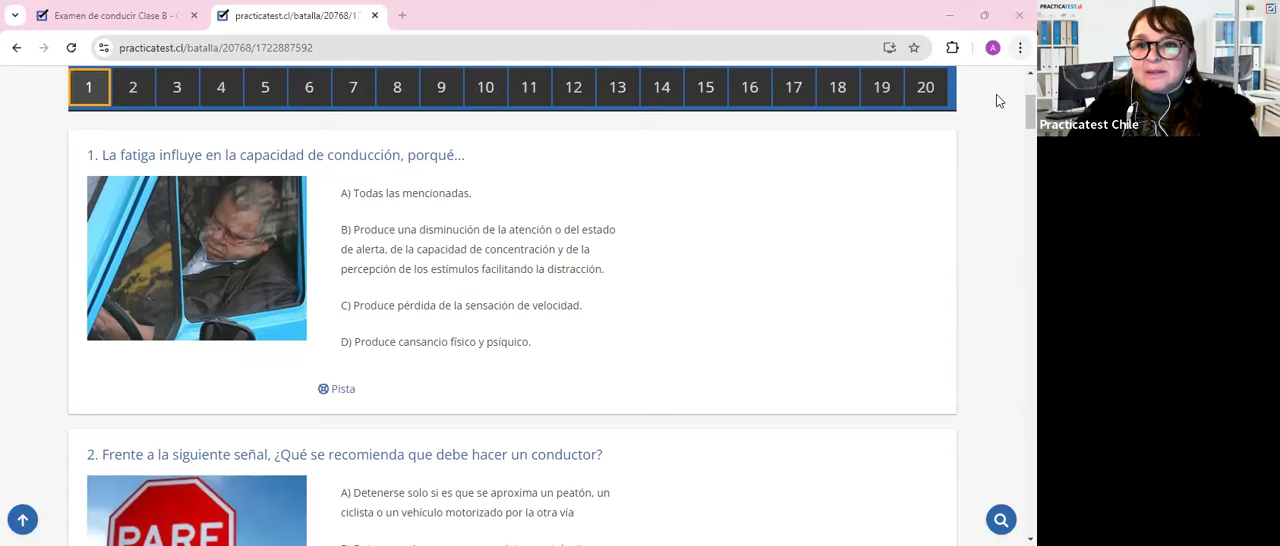 Examen de conducir Clase B - C
practicatest.cl/batalla/20768/17
practicatest.cl/batalla/20768/1722887592
A
PRACTICATEST.cl
Practicatest Chile
1 2 3 4 5 6 7 8 9 10 11 12 13 14 15 16 17 18 19 20
1. La fatiga influye en la capacidad de conducción, porqué...
A) Todas las mencionadas.
B) Produce una disminución de la atención o del estado
de alerta, de la capacidad de concentración y de la
percepción de los estímulos facilitando la distracción.
C) Produce pérdida de la sensación de velocidad.
D) Produce cansancio físico y psíquico.
Pista
2. Frente a la siguiente señal, ¿Qué se recomienda que debe hacer un conductor?
PARE
A) Detenerse solo si es que se aproxima un peatón, un
ciclista o un vehículo motorizado por la otra vía